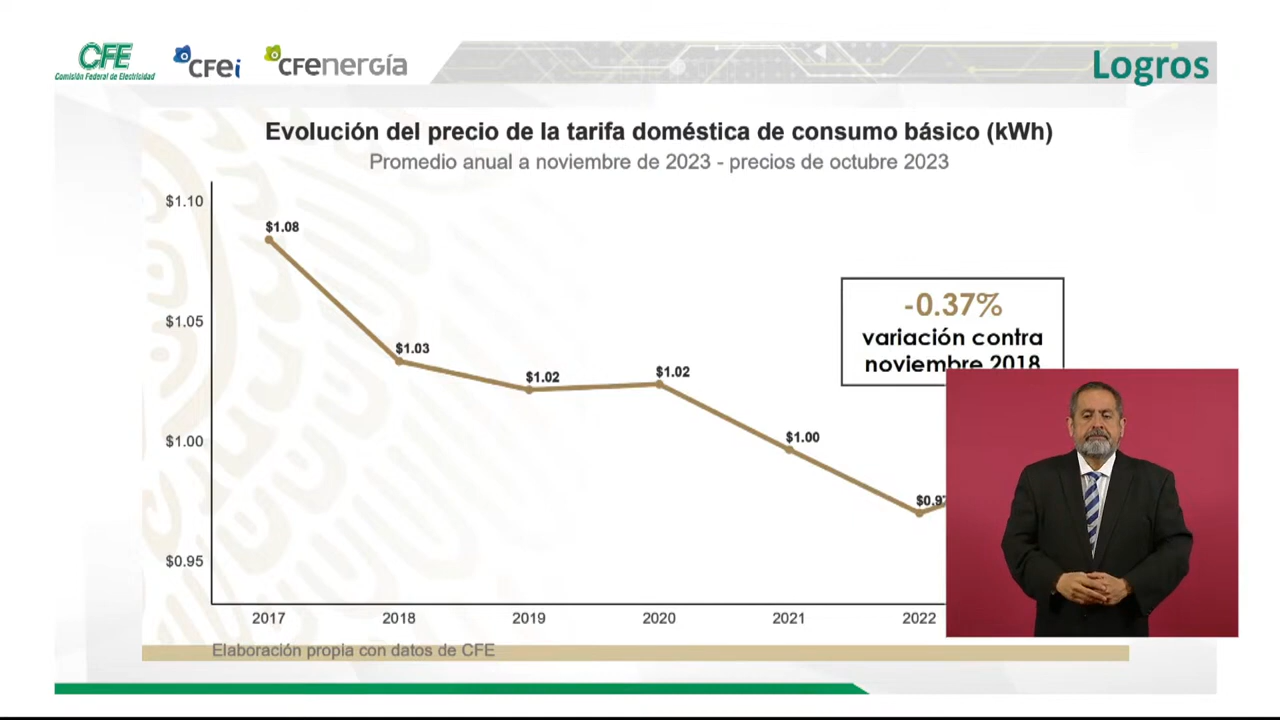 CFE
Comisión Federal de Electricidad
CFEi
CFEnergía
Logros
Evolución del precio de la tarifa doméstica de consumo básico (kWh)
Promedio anual a noviembre de 2023 - precios de octubre 2023
$1.10
$1.05
$1.00
$0.95
$1.08
$1.03
$1.02
$1.02
$1.00
-0.37%
variación contra
noviembre 2018
2017
2018
2019
2020
2021
2022
Elaboración propia con datos de CFE